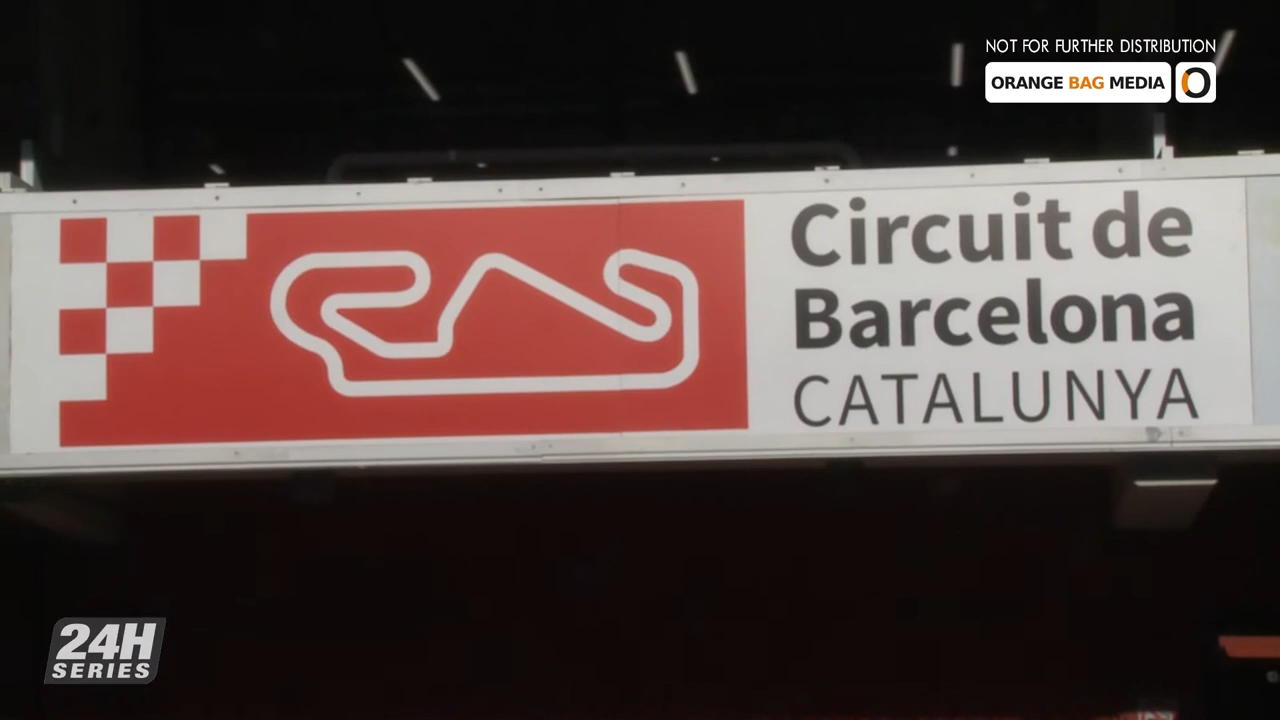 NOT FOR FURTHER DISTRIBUTION
ORANGE BAG MEDIA
Circuit de
Barcelona
CATALUNYA
24H
SERIES